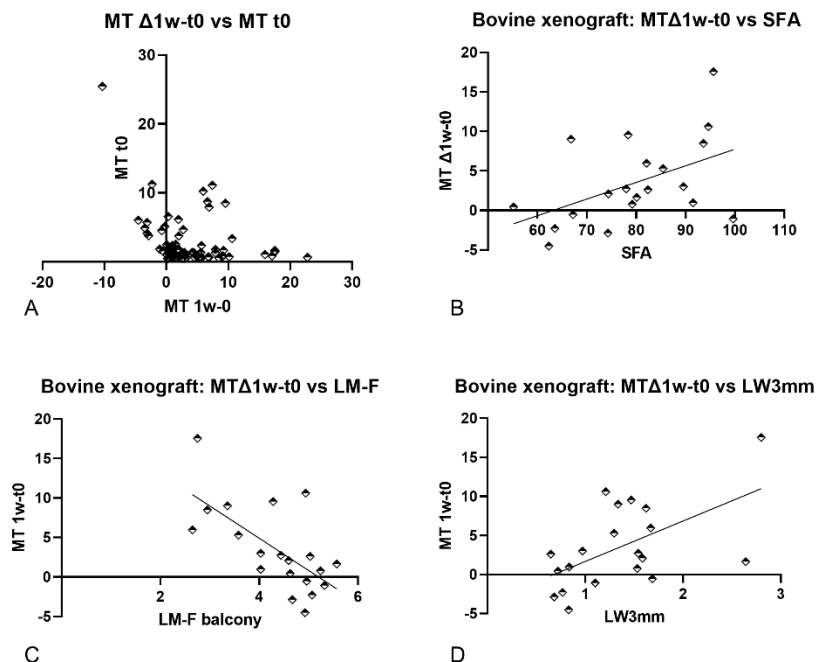 MT Δ1w-t0 vs MT t0
MT t0
30
20
10
-20 -10 0 10 20 30
MT 1w-0
A
Bovine xenograft: MTΔ1w-t0 vs SFA
MT Δ1w-t0
20
15
10
5
0
-5
60 70 80 90 100 110
SFA
B
Bovine xenograft: MTΔ1w-t0 vs LM-F
MT 1w-t0
20
15
10
5
0
-5
2 4 6
LM-F balcony
C
Bovine xenograft: MTΔ1w-t0 vs LW3mm
MT 1w-t0
20
15
10
5
0
-5
1 2 3
LW3mm
D